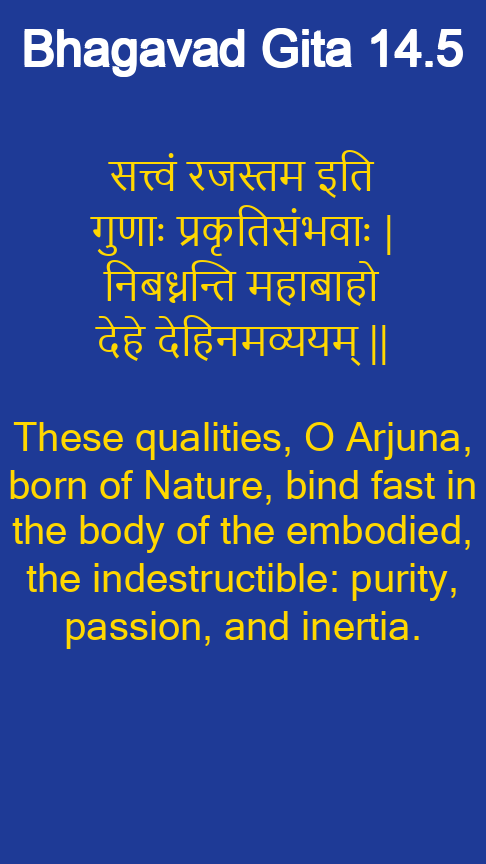 Bhagavad Gita 14.5
सत्त्वं रजस्तम इति
गुणाः प्रकृतिसंभवाः |
निबध्नन्ति महाबाहो
देहे देहिनमव्ययम् ||
These qualities, O Arjuna,
born of Nature, bind fast in
the body of the embodied,
the indestructible: purity,
passion, and inertia.